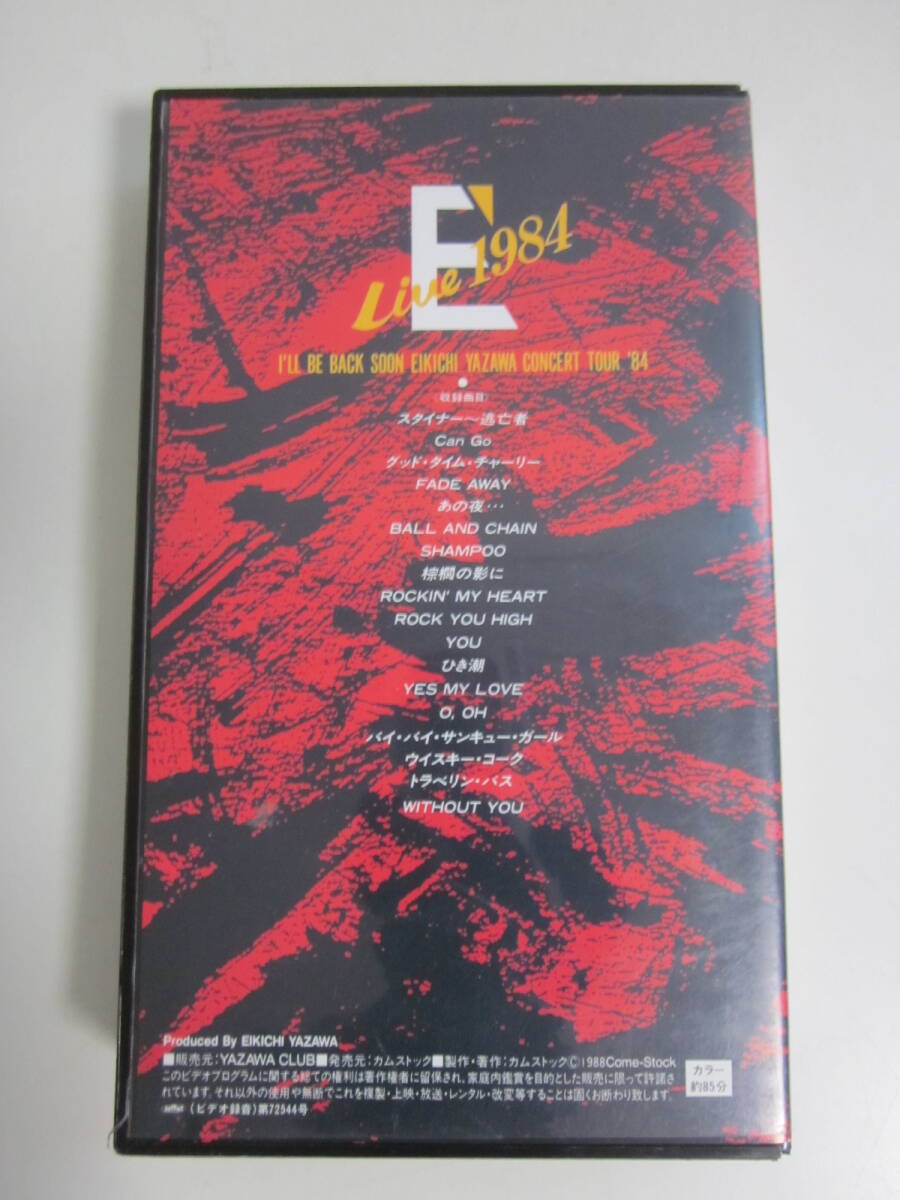 E'
Live 1984
I'LL BE BACK SOON EIKICHI YAZAWA CONCERT TOUR '84
収録曲目
スタイナー〜逃亡者
Can Go
グッド・タイム・チャーリー
FADE AWAY
あの夜…
BALL AND CHAIN
SHAMPOO
棕櫚の影に
ROCKIN' MY HEART
ROCK YOU HIGH
YOU
ひき潮
YES MY LOVE
O, OH
バイ・バイ・サンキュー・ガール
ウイスキー・コーク
トラベリン・バス
WITHOUT YOU
Produced By EIKICHI YAZAWA
■販売元:YAZAWA CLUB■発売元:カムストック■製作・著作:カムストックⒸ1988Come-Stock
このビデオプログラムに関する総ての権利は著作権者に留保され、家庭内鑑賞を目的とした販売に限って許諾さ
れています。それ以外の使用や無断でこれを複製・上映・放送・レンタル・改変等することは固くお断わり致します。
(ビデオ録音)第72544号
カラー
約85分